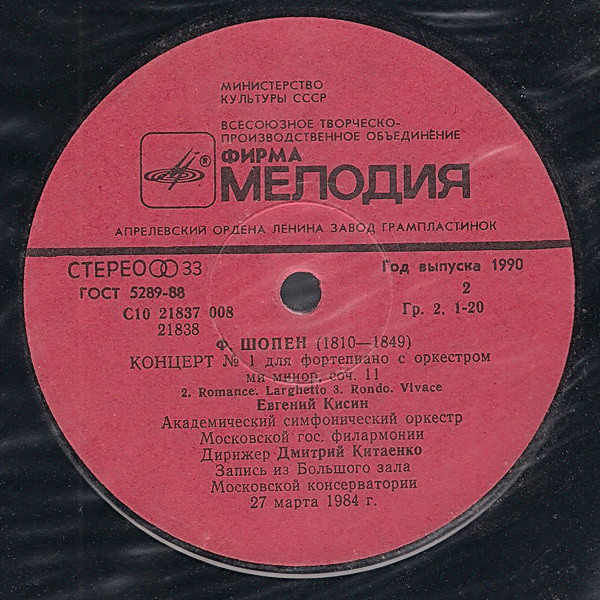 МИНИСТЕРСТВО
КУЛЬТУРЫ СССР
ВСЕСОЮЗНОЕ ТВОРЧЕСКО-
ПРОИЗВОДСТВЕННОЕ ОБЪЕДИНЕНИЕ
®
ФИРМА
МЕЛОДИЯ
АПРЕЛЕВСКИЙ ОРДЕНА ЛЕНИНА ЗАВОД ГРАМПЛАСТИНОК
СТЕРЕО 33
Год выпуска 1990
ГОСТ 5289-88
2
С10 21837 008
Гр. 2. 1-20
21838
Ф. ШОПЕН (1810—1849)
КОНЦЕРТ № 1 для фортепиано с оркестром
ми минор, соч. 11
2. Romance. Larghetto 3. Rondo. Vivace
Евгений Кисин
Академический симфонический оркестр
Московской гос. филармонии
Дирижер Дмитрий Китаенко
Запись из Большого зала
Московской консерватории
27 марта 1984 г.